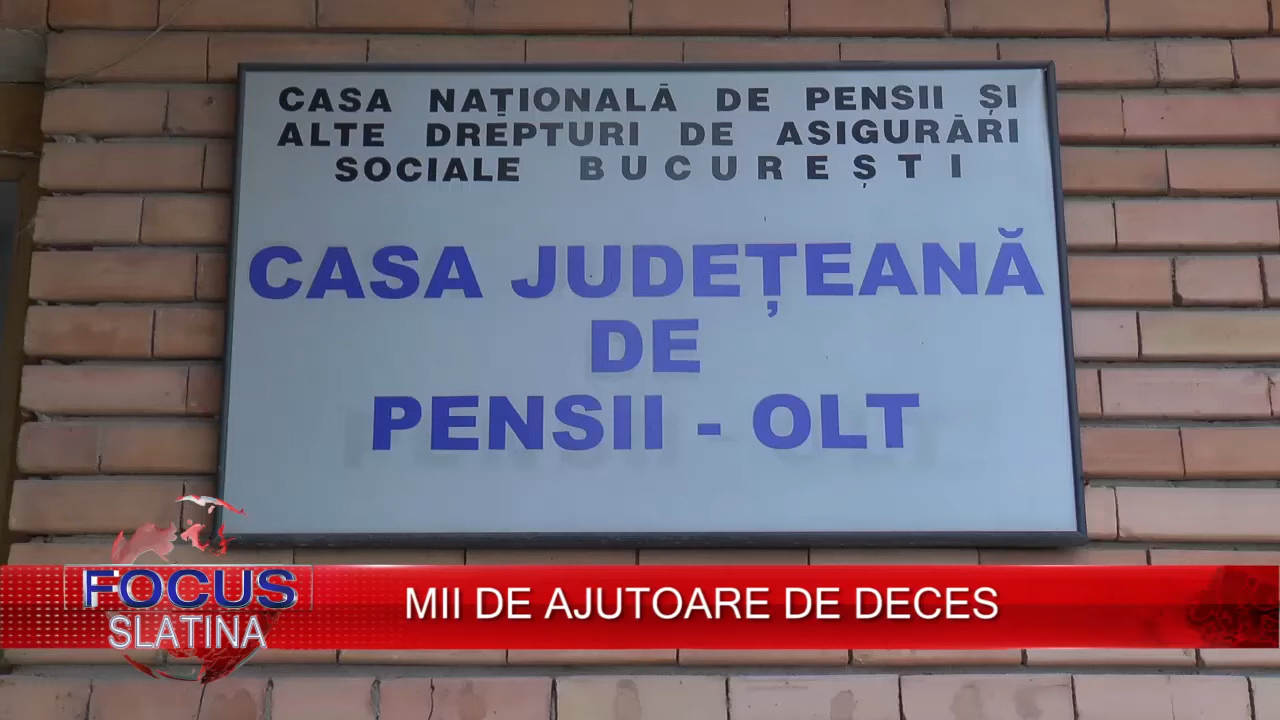 CASA NAȚIONALĂ DE PENSII ȘI
ALTE DREPTURI DE ASIGURĂRI
SOCIALE BUCUREȘTI
CASA JUDEȚEANĂ
DE
PENSII - OLT
FOCUS
SLATINA
MII DE AJUTOARE DE DECES